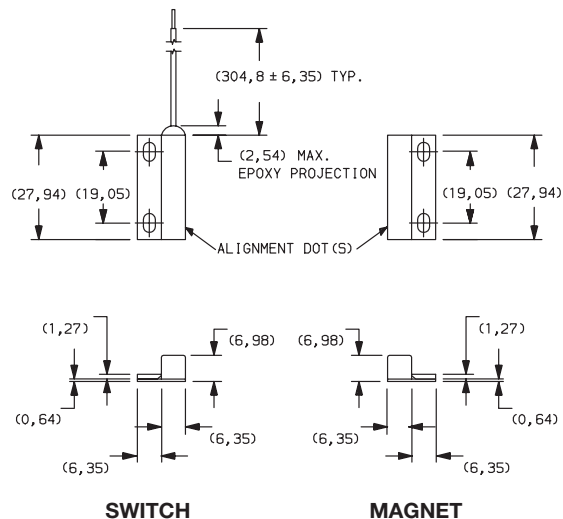 (304,8 ± 6,35) TYP.
(2,54) MAX.
EPOXY PROJECTION
(27,94) (19,05)
(19,05) (27,94)
ALIGNMENT DOT(S)
(1,27)
(6,98)
(6,98)
(1,27)
(0,64)
(0,64)
(6,35)
(6,35)
(6,35)
(6,35)
SWITCH
MAGNET